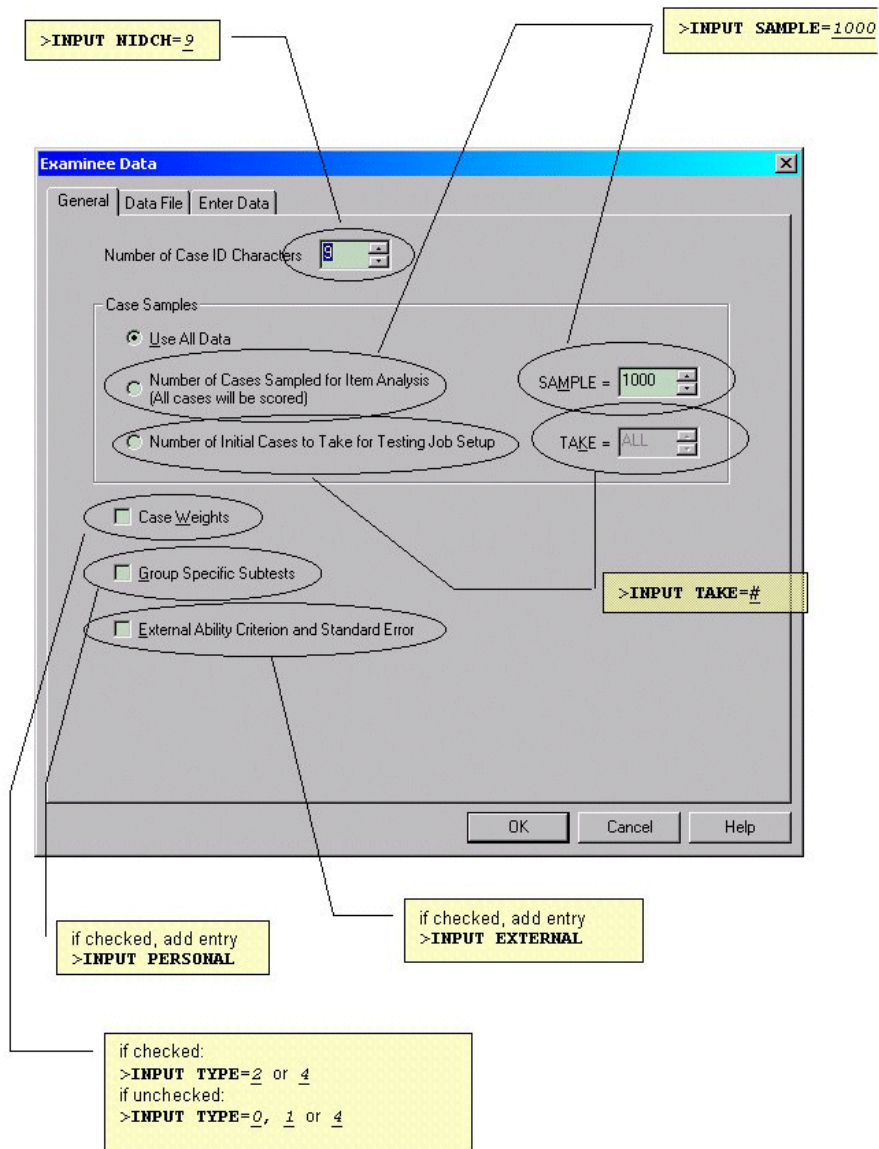 >INPUT NIDCH=9
>INPUT SAMPLE=1000
Examinee Data
General Data File Enter Data
Number of Case ID Characters 9
Case Samples
Use All Data
Number of Cases Sampled for Item Analysis
(All cases will be scored)
SAMPLE = 1000
Number of Initial Cases to Take for Testing Job Setup
TAKE = ALL
Case Weights
Group Specific Subtests
>INPUT TAKE=#
External Ability Criterion and Standard Error
OK Cancel Help
if checked, add entry
>INPUT PERSONAL
if checked, add entry
>INPUT EXTERNAL
if checked:
>INPUT TYPE=2 or 4
if unchecked:
>INPUT TYPE=0, 1 or 4